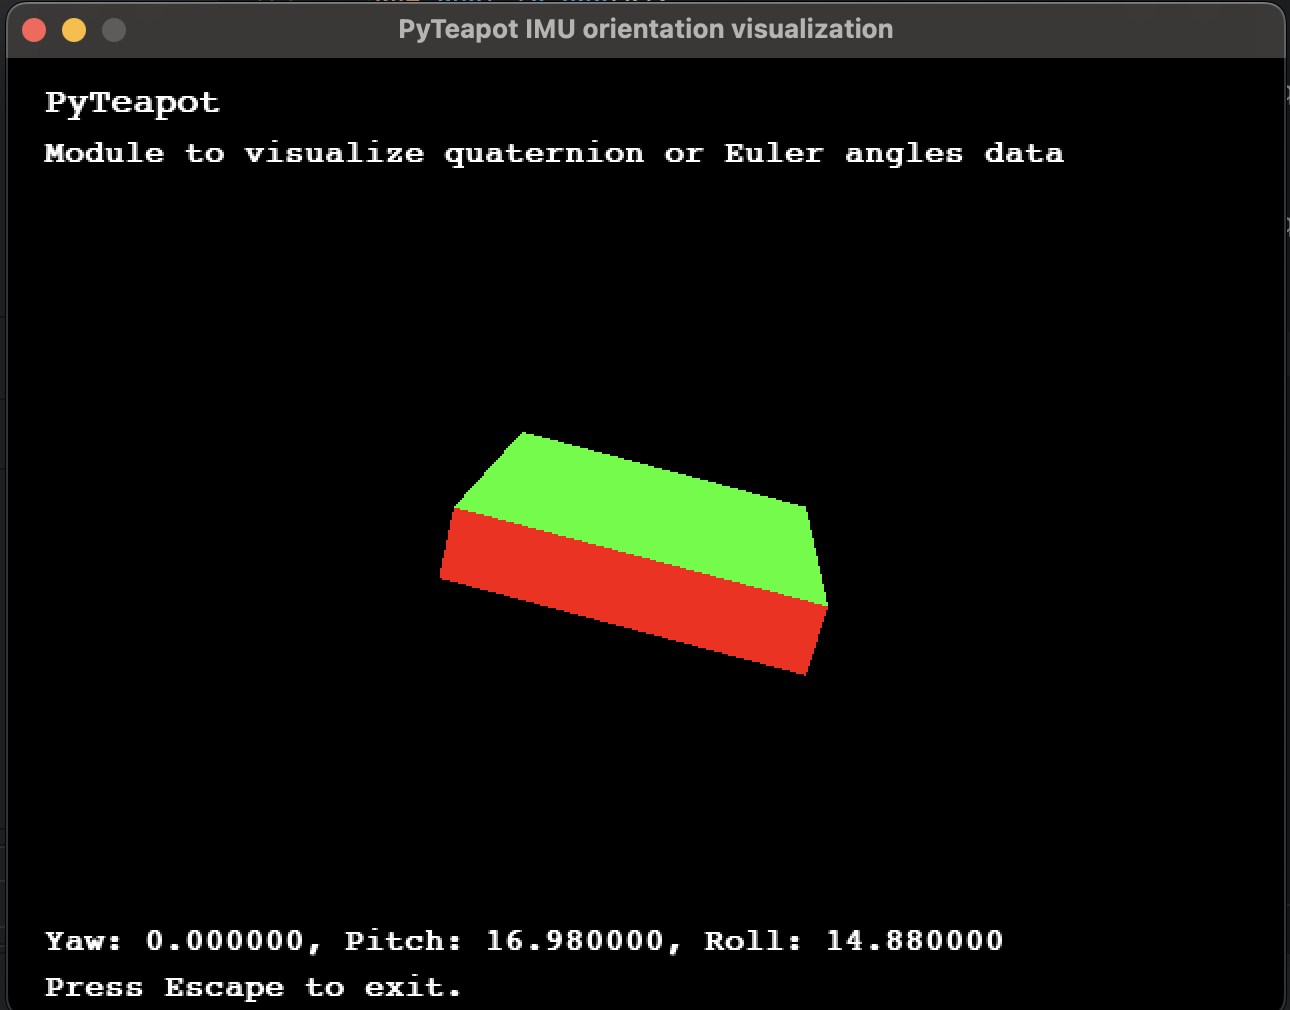 PyTeapot IMU orientation visualization
PyTeapot
Module to visualize quaternion or Euler angles data
Yaw: 0.000000, Pitch: 16.980000, Roll: 14.880000
Press Escape to exit.